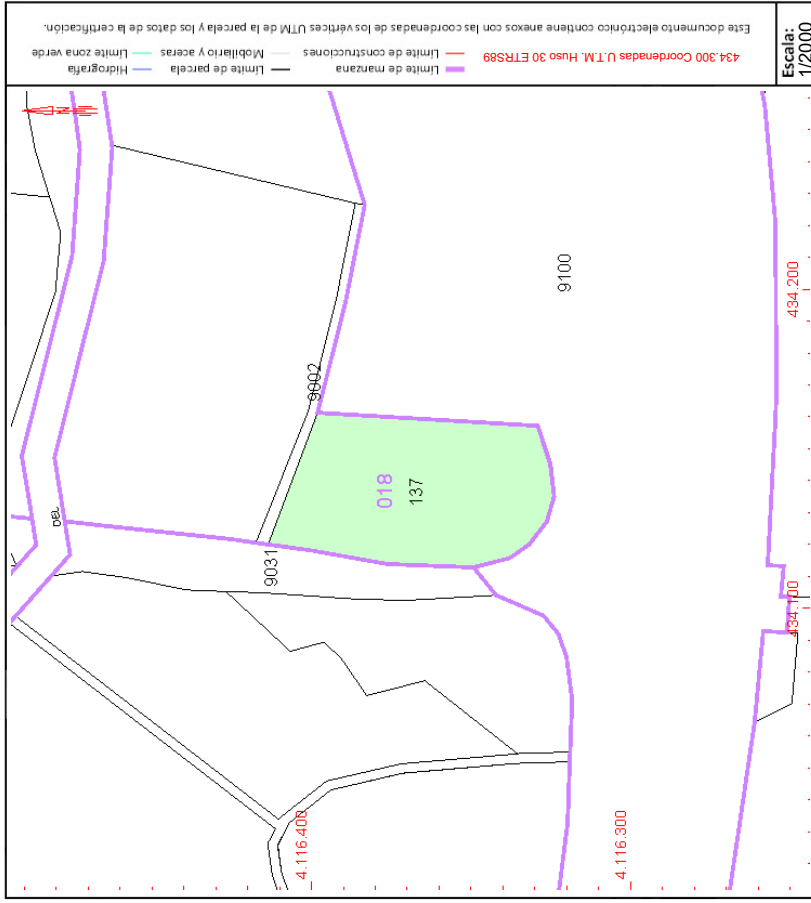 Este documento electrónico contiene anexos con las coordenadas de los vértices UTM de la parcela y los datos de la certificación.
434.300 Coordenadas U.T.M. Huso 30 ETRS89
Límite de manzana
Límite de construcciones
Límite de parcela
Mobiliario y aceras
Límite zona verde
Hidrografía
Escala:
1/2000
9100
434.200
9002
018
137
DEL
9031
434.100
4.116.400
4.116.300